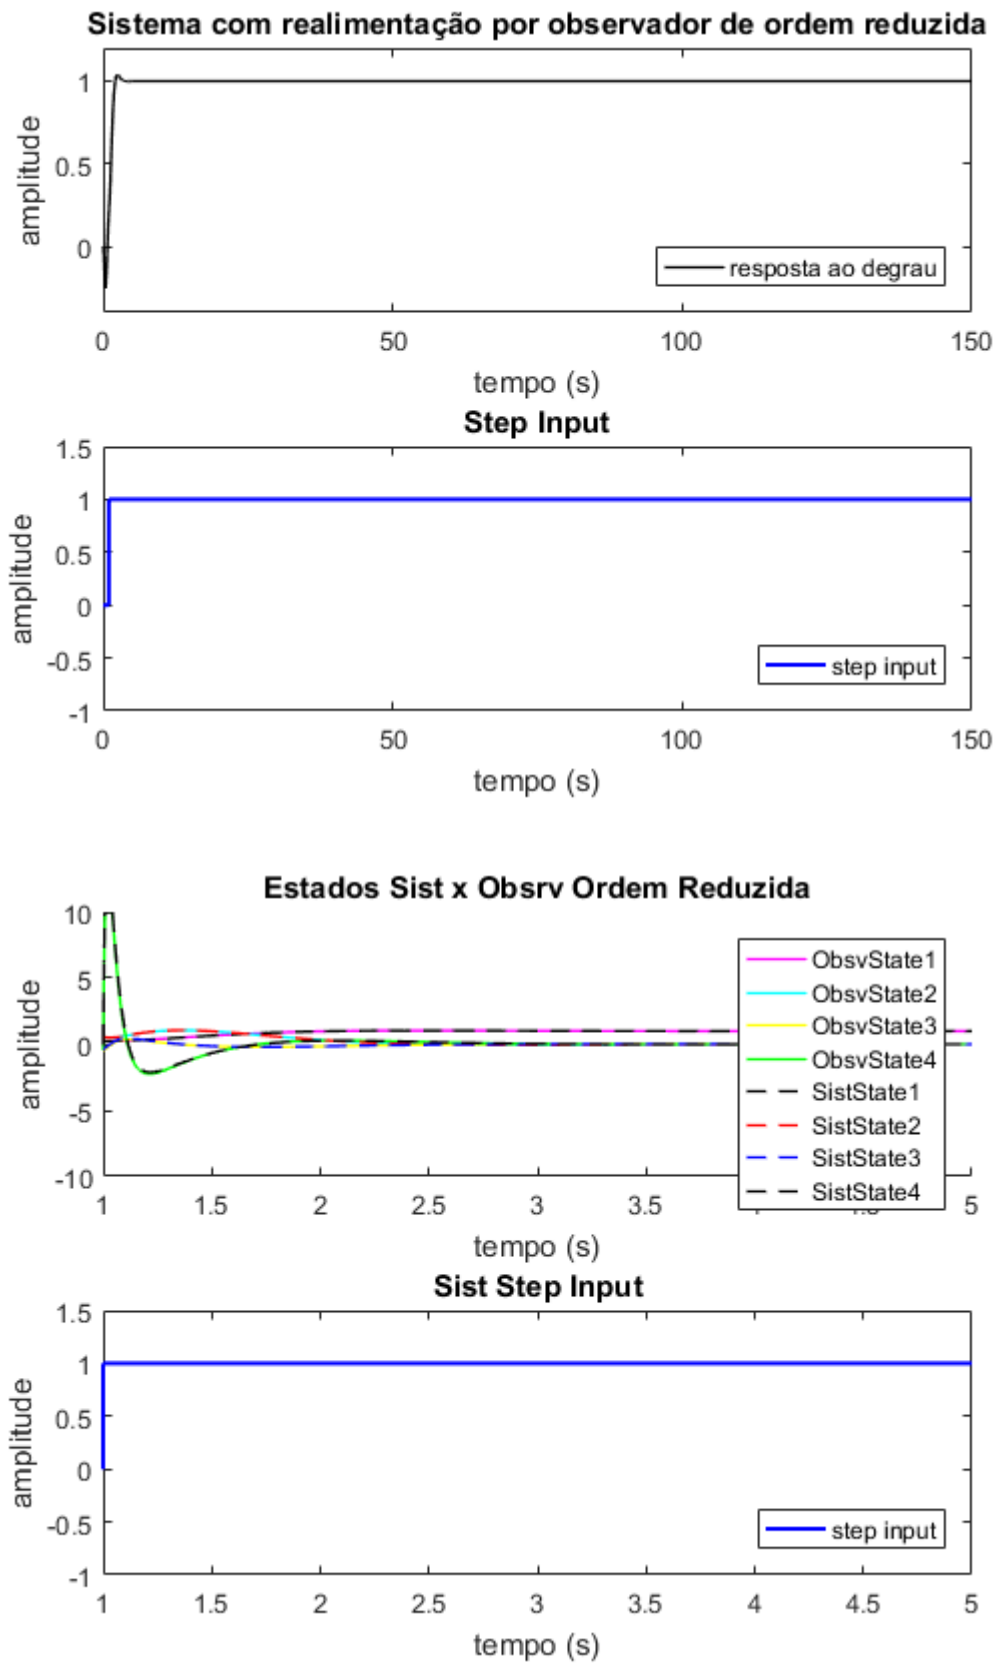 Sistema com realimentação por observador de ordem reduzida
1
0.5
0
amplitude
resposta ao degrau
0 50 100 150
tempo (s)
Step Input
1.5
1
0.5
0
-0.5
-1
amplitude
step input
0 50 100 150
tempo (s)
Estados Sist x Obsrv Ordem Reduzida
10
5
0
-5
-10
amplitude
ObsvState1
ObsvState2
ObsvState3
ObsvState4
SistState1
SistState2
SistState3
SistState4
1 1.5 2 2.5 3 3.5 5
tempo (s)
Sist Step Input
1.5
1
0.5
0
-0.5
-1
amplitude
step input
1 1.5 2 2.5 3 3.5 4 4.5 5
tempo (s)